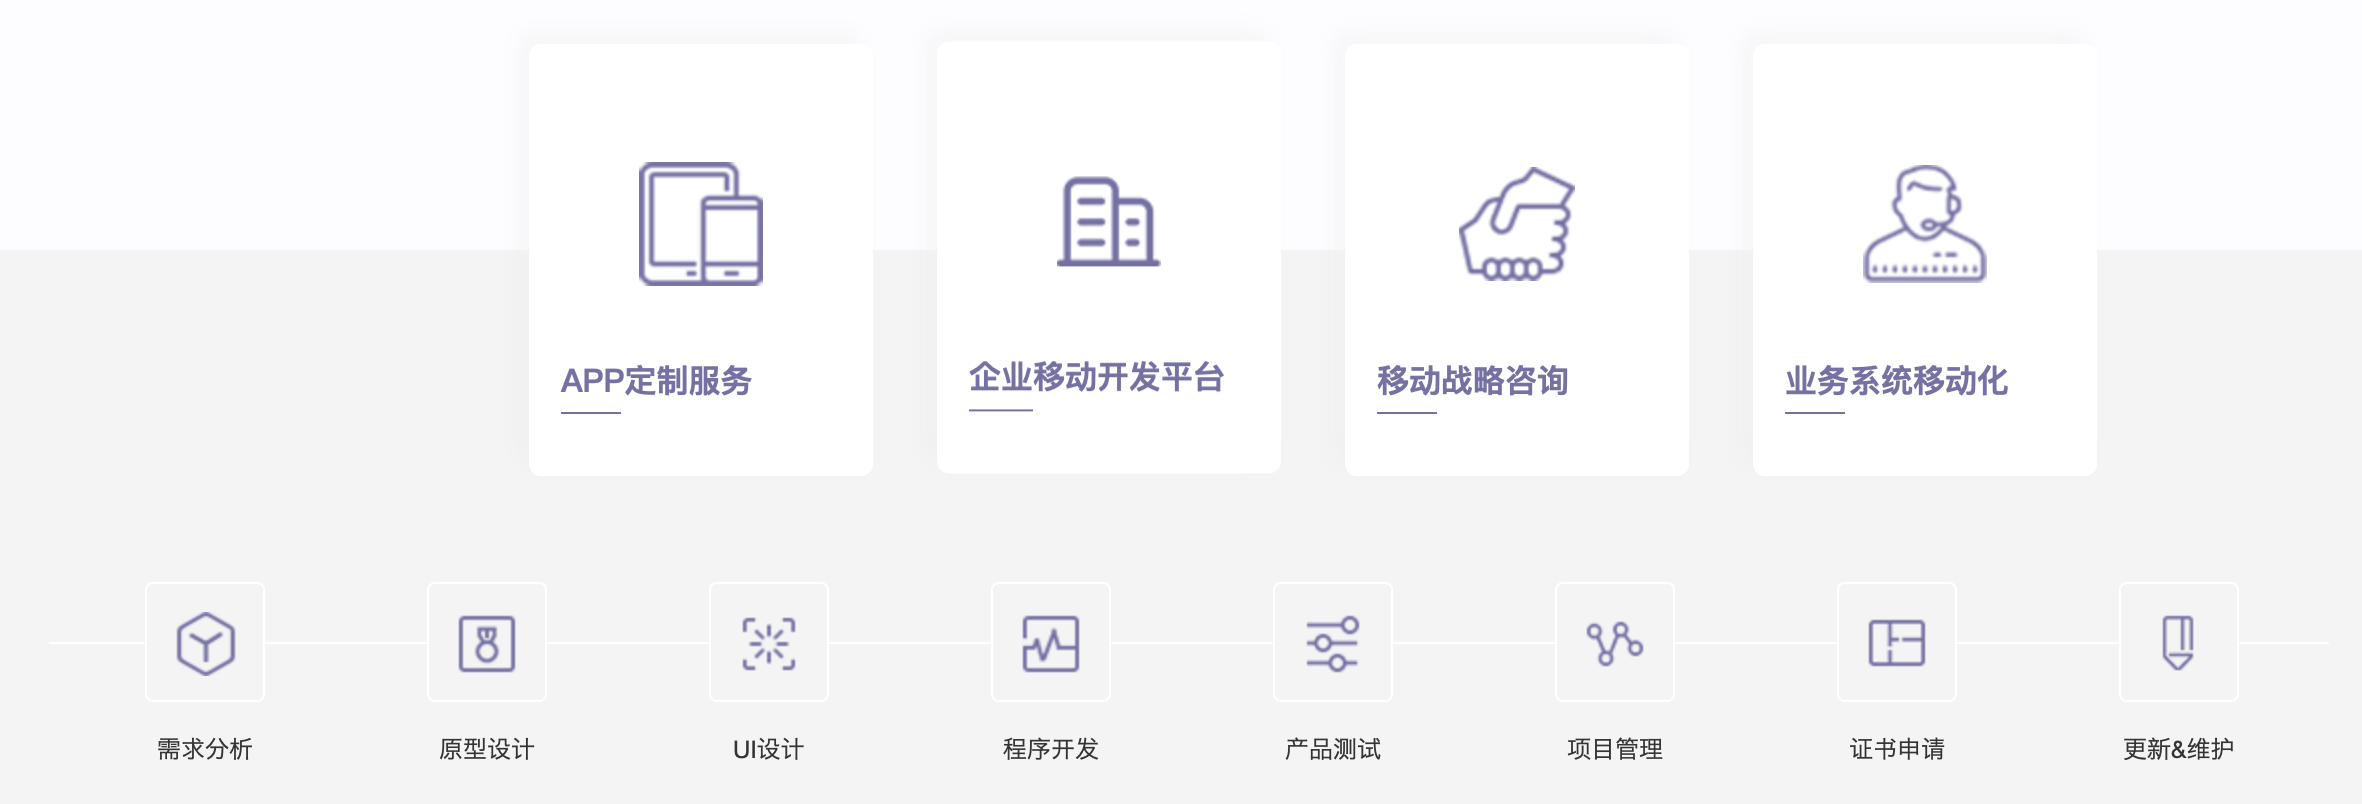 APP定制服务
企业移动开发平台
移动战略咨询
业务系统移动化
需求分析
原型设计
UI设计
程序开发
产品测试
项目管理
证书申请
更新&维护